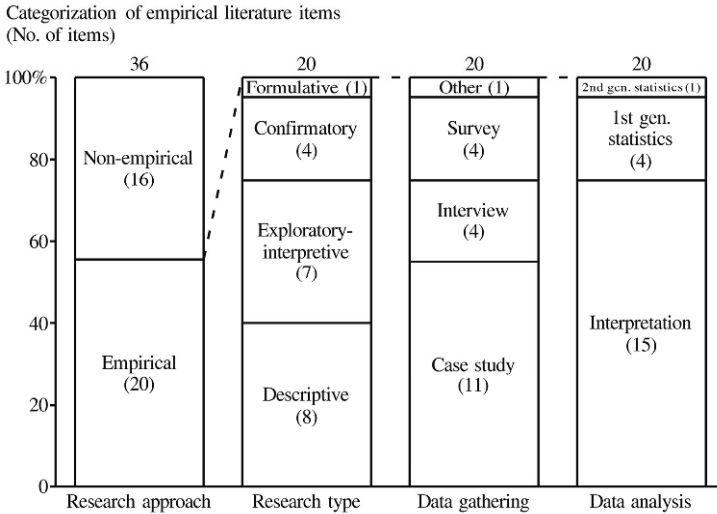 Categorization of empirical literature items
(No. of items)
36
20
20
20
100%
80
60
40
20
0
Non-empirical
(16)
Empirical
(20)
Formulative (1)
Confirmatory
(4)
Exploratory-
interpretive
(7)
Descriptive
(8)
Other (1)
Survey
(4)
Interview
(4)
Case study
(11)
2nd gen. statistics (1)
1st gen.
statistics
(4)
Interpretation
(15)
Research approach
Research type
Data gathering
Data analysis